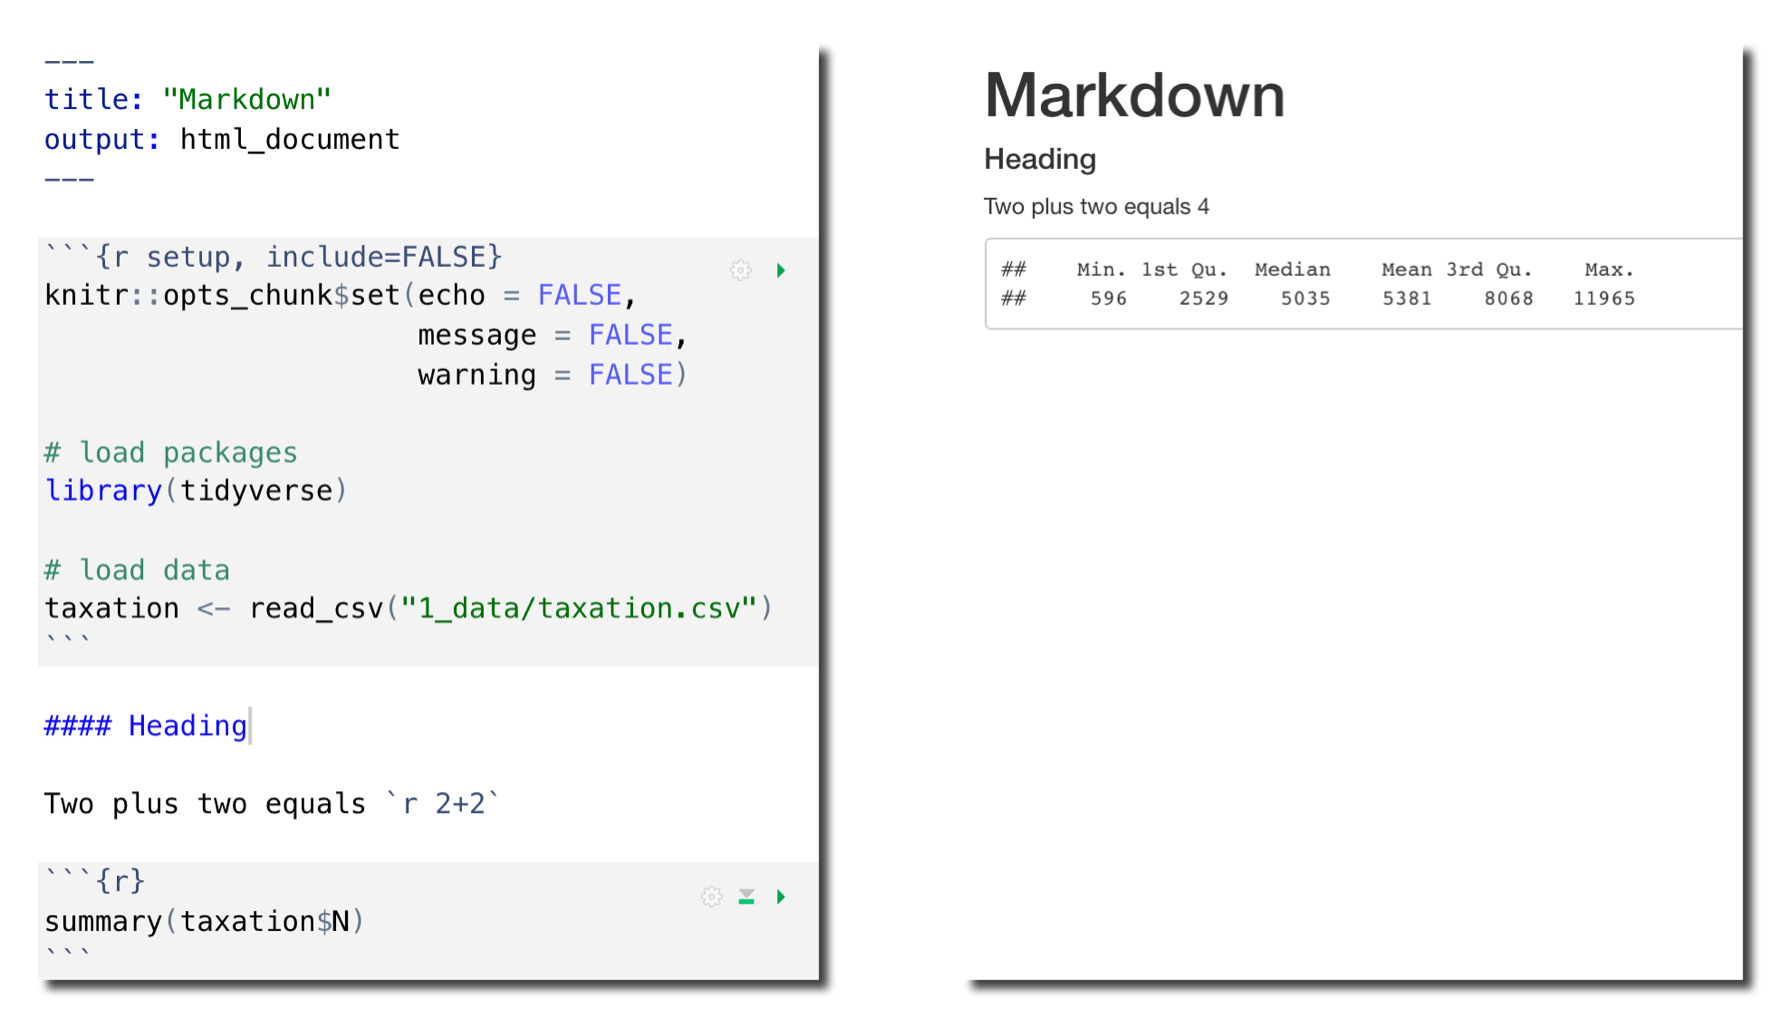 ---
title: "Markdown"
output: html_document
---
```{r setup, include=FALSE}
knitr::opts_chunk$set(echo = FALSE,
                      message = FALSE,
                      warning = FALSE)
# load packages
library(tidyverse)
# load data
taxation <- read_csv("1_data/taxation.csv")
```
#### Heading
Two plus two equals `r 2+2`
```{r}
summary(taxation$N)
```
Markdown
Heading
Two plus two equals 4
##    Min. 1st Qu.  Median    Mean 3rd Qu.    Max.
##     596    2529    5035    5381    8068   11965